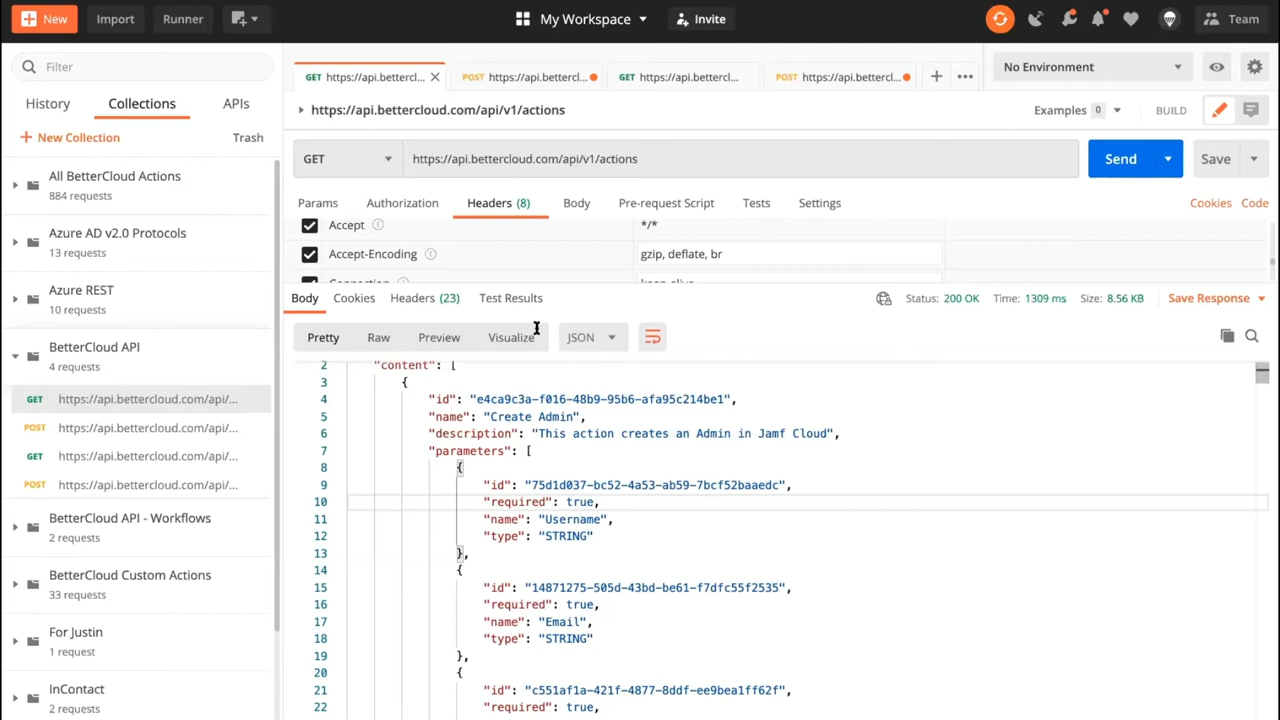 New Import Runner My Workspace Invite Team
Filter
History Collections APIs
New Collection Trash
All BetterCloud Actions
884 requests
Azure AD v2.0 Protocols
13 requests
Azure REST
10 requests
BetterCloud API
4 requests
GET https://api.bettercloud.com/api/...
POST https://api.bettercloud.com/api/...
GET https://api.bettercloud.com/api/...
POST https://api.bettercloud.com/api/...
BetterCloud API - Workflows
2 requests
BetterCloud Custom Actions
33 requests
For Justin
1 request
InContact
2 requests
GET https://api.bettercl... POST https://api.bettercl... GET https://api.bettercl... POST https://api.bettercl... No Environment
https://api.bettercloud.com/api/v1/actions Examples 0 BUILD
GET https://api.bettercloud.com/api/v1/actions Send Save
Params Authorization Headers (8) Body Pre-request Script Tests Settings Cookies Code
Accept */*
Accept-Encoding gzip, deflate, br
Connection keep-alive
Body Cookies Headers (23) Test Results Status: 200 OK Time: 1309 ms Size: 8.56 KB Save Response
Pretty Raw Preview Visualize JSON
2 "content": [
3 {
4 "id": "e4ca9c3a-f016-48b9-95b6-afa95c214be1",
5 "name": "Create Admin",
6 "description": "This action creates an Admin in Jamf Cloud",
7 "parameters": [
8 {
9 "id": "75d1d037-bc52-4a53-ab59-7bcf52baaedc",
10 "required": true,
11 "name": "Username",
12 "type": "STRING"
13 },
14 {
15 "id": "14871275-505d-43bd-be61-f7dfc55f2535",
16 "required": true,
17 "name": "Email",
18 "type": "STRING"
19 },
20 {
21 "id": "c551af1a-421f-4877-8ddf-ee9bea1ff62f",
22 "required": true,